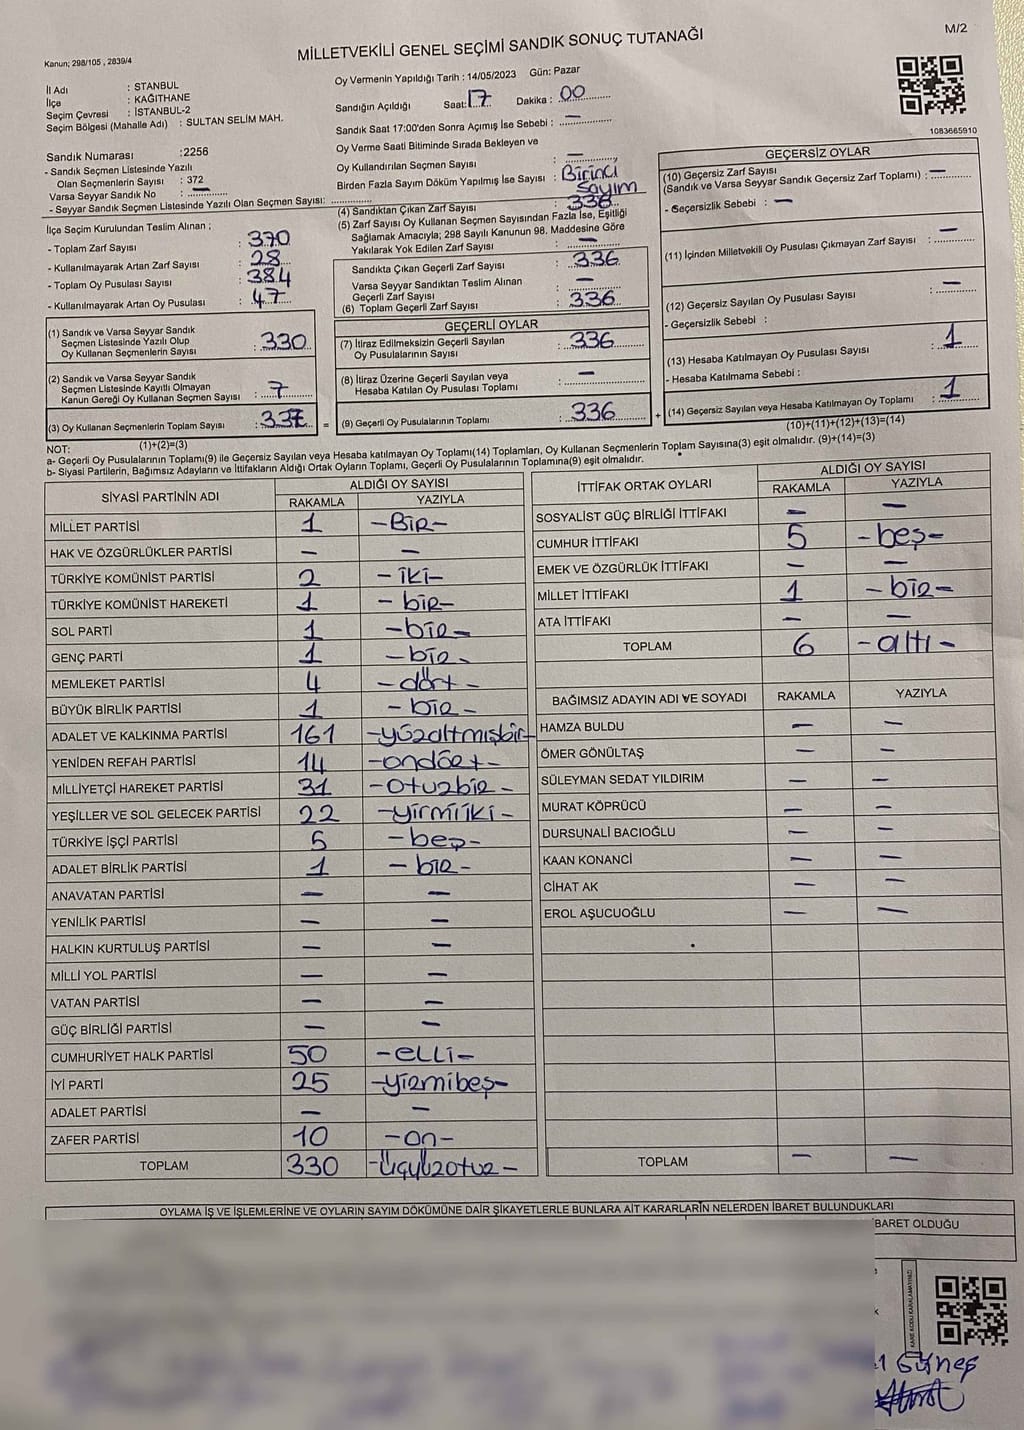 M/2
MİLLETVEKİLİ GENEL SEÇİMİ SANDIK SONUÇ TUTANAĞI
Kanun; 298/105 , 2839/4
İl Adı : STANBUL
İlçe : KAĞITHANE
Seçim Çevresi : İSTANBUL-2
Seçim Bölgesi (Mahalle Adı) : SULTAN SELİM MAH.
Sandık Numarası :2256
- Sandık Seçmen Listesinde Yazılı
Olan Seçmenlerin Sayısı : 372
Varsa Seyyar Sandık No : —
- Seyyar Sandık Seçmen Listesinde Yazılı Olan Seçmen Sayısı:
Oy Vermenin Yapıldığı Tarih : 14/05/2023 Gün: Pazar
Sandığın Açıldığı Saat: 17 Dakika : 00
Sandık Saat 17:00'den Sonra Açımış İse Sebebi : —
Oy Verme Saati Bitiminde Sırada Bekleyen ve
Oy Kullandırılan Seçmen Sayısı : —
Birden Fazla Sayım Döküm Yapılmış İse Sayısı : Birinci
Sayım
1083665910
İlçe Seçim Kurulundan Teslim Alınan ;
- Toplam Zarf Sayısı : 370
- Kullanılmayarak Artan Zarf Sayısı : 28
- Toplam Oy Pusulası Sayısı : 384
- Kullanılmayarak Artan Oy Pusulası : 47
(1) Sandık ve Varsa Seyyar Sandık
Seçmen Listesinde Yazılı Olup
Oy Kullanan Seçmenlerin Sayısı : 330
(2) Sandık ve Varsa Seyyar Sandık
Seçmen Listesinde Kayıtlı Olmayan
Kanun Gereği Oy Kullanan Seçmen Sayısı : 7
(3) Oy Kullanan Seçmenlerin Toplam Sayısı : 337 =
(1)+(2)=(3)
(4) Sandıktan Çıkan Zarf Sayısı : 336
(5) Zarf Sayısı Oy Kullanan Seçmen Sayısından Fazla İse, Eşitliği
Sağlamak Amacıyla; 298 Sayılı Kanunun 98. Maddesine Göre
Yakılarak Yok Edilen Zarf Sayısı : —
Sandıkta Çıkan Geçerli Zarf Sayısı : 336
Varsa Seyyar Sandıktan Teslim Alınan
Geçerli Zarf Sayısı : —
(6) Toplam Geçerli Zarf Sayısı : 336
GEÇERLİ OYLAR
(7) İtiraz Edilmeksizin Geçerli Sayılan
Oy Pusulalarının Sayısı : 336
(8) İtiraz Üzerine Geçerli Sayılan veya
Hesaba Katılan Oy Pusulası Toplamı : —
(9) Geçerli Oy Pusulalarının Toplamı : 336 +
GEÇERSİZ OYLAR
(10) Geçersiz Zarf Sayısı
(Sandık ve Varsa Seyyar Sandık Geçersiz Zarf Toplamı) : —
- Geçersizlik Sebebi : —
(11) İçinden Milletvekili Oy Pusulası Çıkmayan Zarf Sayısı : —
(12) Geçersiz Sayılan Oy Pusulası Sayısı : —
- Geçersizlik Sebebi :
(13) Hesaba Katılmayan Oy Pusulası Sayısı : 1
- Hesaba Katılmama Sebebi :
(14) Geçersiz Sayılan veya Hesaba Katılmayan Oy Toplamı : 1
(10)+(11)+(12)+(13)=(14)
NOT:
a- Geçerli Oy Pusulalarının Toplamı(9) ile Geçersiz Sayılan veya Hesaba katılmayan Oy Toplamı(14) Toplamları, Oy Kullanan Seçmenlerin Toplam Sayısına(3) eşit olmalıdır. (9)+(14)=(3)
b- Siyasi Partilerin, Bağımsız Adayların ve İttifakların Aldığı Ortak Oyların Toplamı, Geçerli Oy Pusulalarının Toplamına(9) eşit olmalıdır.
SİYASİ PARTİNİN ADI ALDIĞI OY SAYISI
RAKAMLA YAZIYLA
MİLLET PARTİSİ 1 -BİR-
HAK VE ÖZGÜRLÜKLER PARTİSİ — —
TÜRKİYE KOMÜNİST PARTİSİ 2 -iki-
TÜRKİYE KOMÜNİST HAREKETİ 1 -bir-
SOL PARTİ 1 -bir-
GENÇ PARTİ 1 -bir-
MEMLEKET PARTİSİ 4 -dört-
BÜYÜK BİRLİK PARTİSİ 1 -bir-
ADALET VE KALKINMA PARTİSİ 161 -yüzaltmışbir-
YENİDEN REFAH PARTİSİ 14 -ondört-
MİLLİYETÇİ HAREKET PARTİSİ 31 -otuzbir-
YEŞİLLER VE SOL GELECEK PARTİSİ 22 -yirmiiki-
TÜRKİYE İŞÇİ PARTİSİ 5 -beş-
ADALET BİRLİK PARTİSİ 1 -bir-
ANAVATAN PARTİSİ — —
YENİLİK PARTİSİ — —
HALKIN KURTULUŞ PARTİSİ — —
MİLLİ YOL PARTİSİ — —
VATAN PARTİSİ — —
GÜÇ BİRLİĞİ PARTİSİ — —
CUMHURİYET HALK PARTİSİ 50 -elli-
İYİ PARTİ 25 -yirmibeş-
ADALET PARTİSİ — —
ZAFER PARTİSİ 10 -on-
TOPLAM 330 -Üçyüzotuz-
İTTİFAK ORTAK OYLARI ALDIĞI OY SAYISI
RAKAMLA YAZIYLA
SOSYALİST GÜÇ BİRLİĞİ İTTİFAKI — —
CUMHUR İTTİFAKI 5 -beş-
EMEK VE ÖZGÜRLÜK İTTİFAKI — —
MİLLET İTTİFAKI 1 -bir-
ATA İTTİFAKI — —
TOPLAM 6 -altı-
BAĞIMSIZ ADAYIN ADI VE SOYADI RAKAMLA YAZIYLA
HAMZA BULDU — —
ÖMER GÖNÜLTAŞ — —
SÜLEYMAN SEDAT YILDIRIM — —
MURAT KÖPRÜCÜ — —
DURSUNALİ BACIOĞLU — —
KAAN KONANCİ — —
CİHAT AK — —
EROL AŞUCUOĞLU — —
TOPLAM — —
OYLAMA İŞ VE İŞLEMLERİNE VE OYLARIN SAYIM DÖKÜMÜNE DAİR ŞİKAYETLERLE BUNLARA AİT KARARLARIN NELERDEN İBARET BULUNDUKLARI
BARET OLDUĞU
Güneş